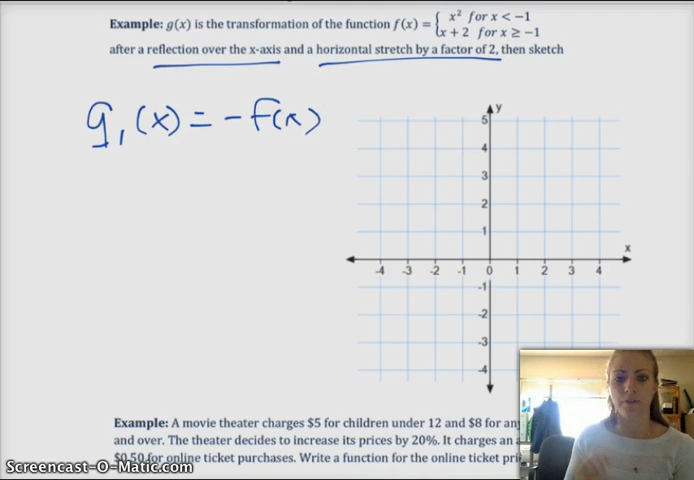 Example: g(x) is the transformation of the function f(x) = { x² for x < −1
x + 2 for x ≥ −1
after a reflection over the x-axis and a horizontal stretch by a factor of 2, then sketch
g₁(x) = −f(x)
y
5
4
3
2
1
x
-4 -3 -2 -1 0 1 2 3 4
-1
-2
-3
-4
Example: A movie theater charges $5 for children under 12 and $8 for
and over. The theater decides to increase its prices by 20%. It charges an
$0.50 for online ticket purchases. Write a function for the online ticket
Screencast-O-Matic.com